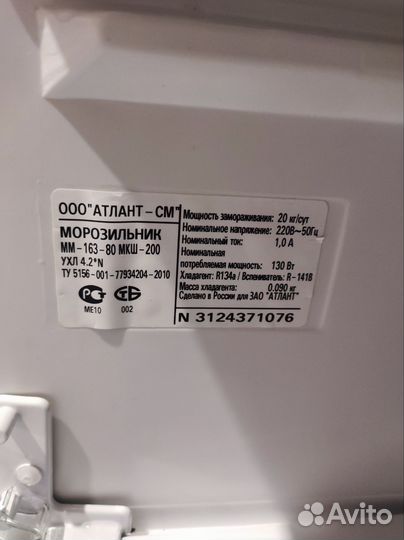 ООО"АТЛАНТ-СМ"
МОРОЗИЛЬНИК
ММ-163-80 МКШ-200
УХЛ 4.2*N
ТУ 5156-001-77934204-2010
РСТ
МЕ10
СТБ
002
Мощность замораживания: 20 кг/сут
Номинальное напряжение: 220В~50Гц
Номинальный ток: 1,0 А
Номинальная
потребляемая мощность: 130 Вт
Хладагент: R134a / Вспениватель: R-141B
Масса хладагента: 0.090 кг
Сделано в России для ЗАО "АТЛАНТ"
N 3124371076
Avito